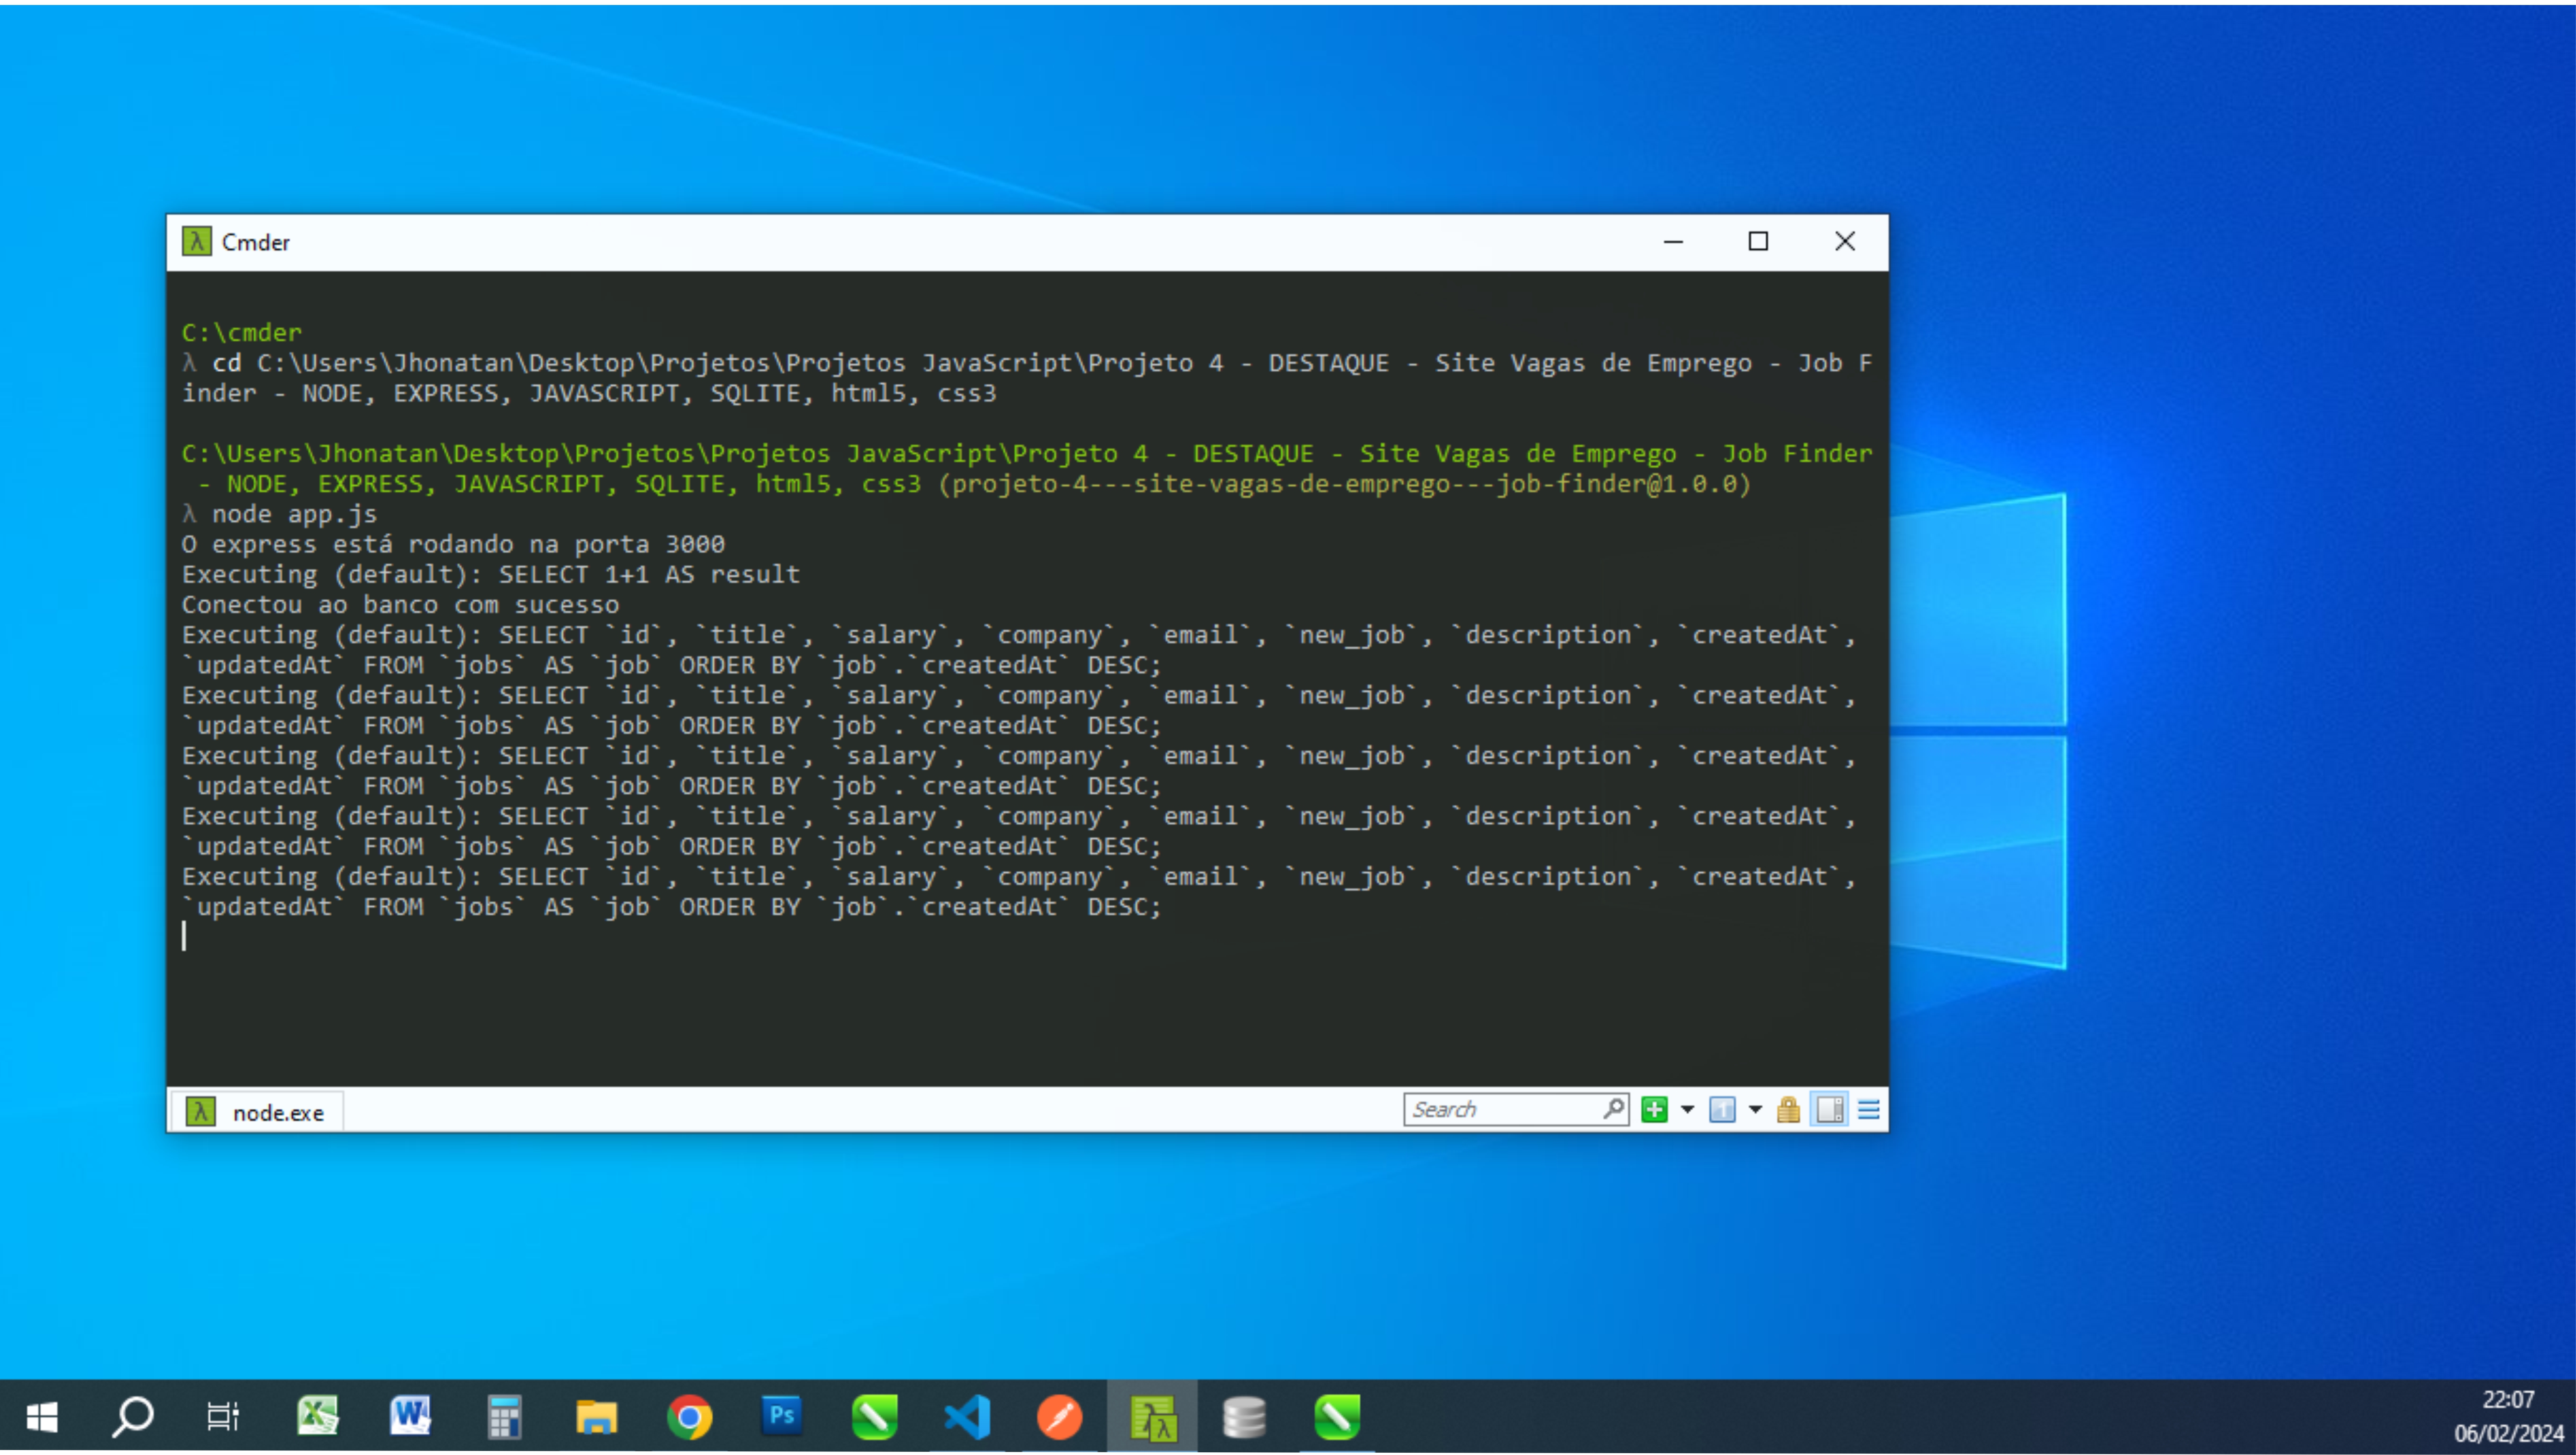 Cmder
C:\cmder
λ cd C:\Users\Jhonatan\Desktop\Projetos\Projetos JavaScript\Projeto 4 - DESTAQUE - Site Vagas de Emprego - Job F
inder - NODE, EXPRESS, JAVASCRIPT, SQLITE, html5, css3
C:\Users\Jhonatan\Desktop\Projetos\Projetos JavaScript\Projeto 4 - DESTAQUE - Site Vagas de Emprego - Job Finder
 - NODE, EXPRESS, JAVASCRIPT, SQLITE, html5, css3 (projeto-4---site-vagas-de-emprego---job-finder@1.0.0)
λ node app.js
O express está rodando na porta 3000
Executing (default): SELECT 1+1 AS result
Conectou ao banco com sucesso
Executing (default): SELECT `id`, `title`, `salary`, `company`, `email`, `new_job`, `description`, `createdAt`,
`updatedAt` FROM `jobs` AS `job` ORDER BY `job`.`createdAt` DESC;
Executing (default): SELECT `id`, `title`, `salary`, `company`, `email`, `new_job`, `description`, `createdAt`,
`updatedAt` FROM `jobs` AS `job` ORDER BY `job`.`createdAt` DESC;
Executing (default): SELECT `id`, `title`, `salary`, `company`, `email`, `new_job`, `description`, `createdAt`,
`updatedAt` FROM `jobs` AS `job` ORDER BY `job`.`createdAt` DESC;
Executing (default): SELECT `id`, `title`, `salary`, `company`, `email`, `new_job`, `description`, `createdAt`,
`updatedAt` FROM `jobs` AS `job` ORDER BY `job`.`createdAt` DESC;
Executing (default): SELECT `id`, `title`, `salary`, `company`, `email`, `new_job`, `description`, `createdAt`,
`updatedAt` FROM `jobs` AS `job` ORDER BY `job`.`createdAt` DESC;
node.exe
Search
Ps
22:07
06/02/2024